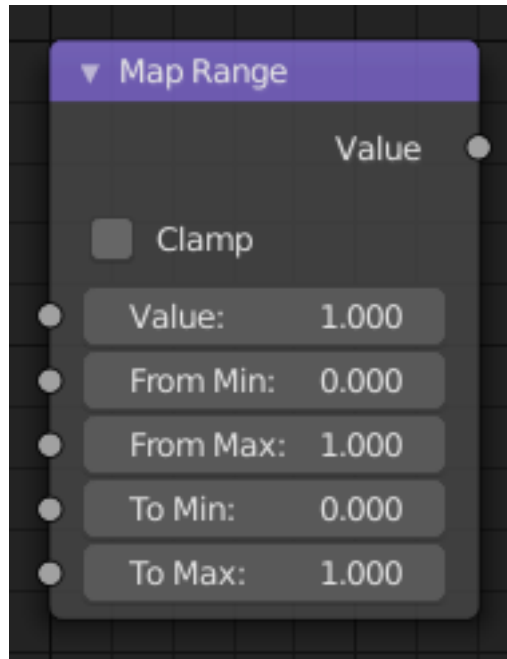 Map Range
Value
Clamp
Value: 1.000
From Min: 0.000
From Max: 1.000
To Min: 0.000
To Max: 1.000